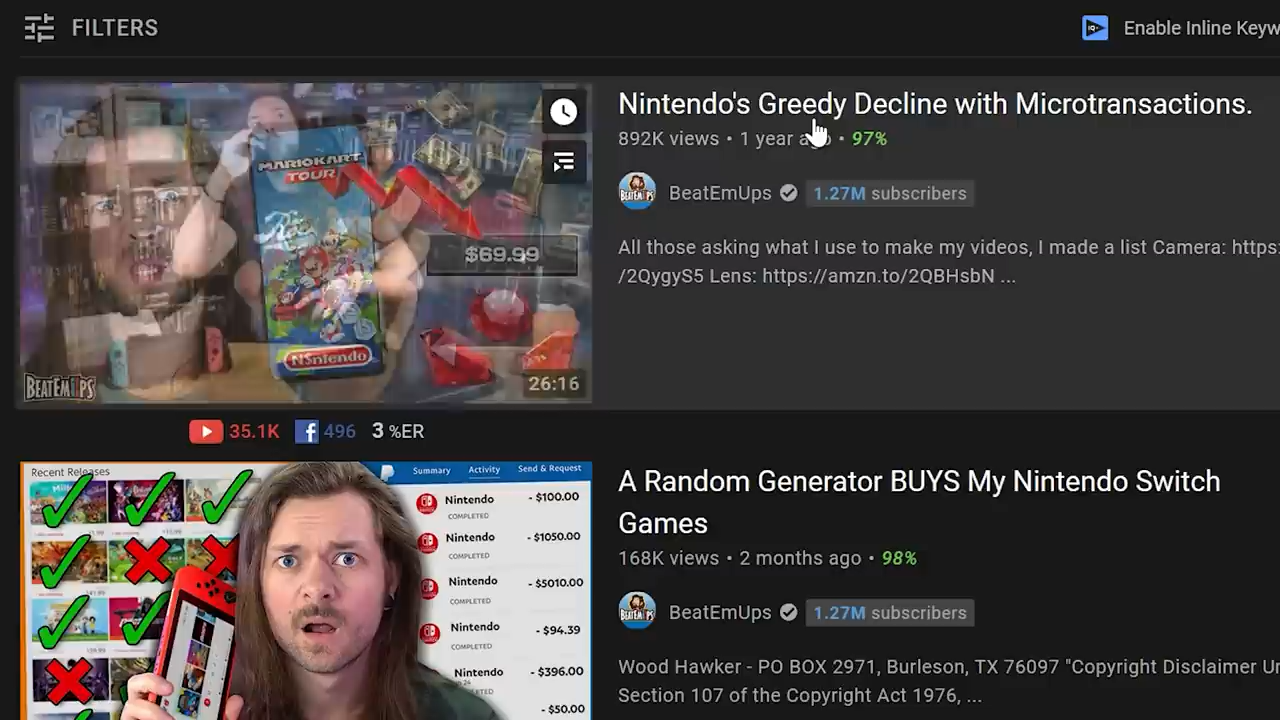 FILTERS
Enable Inline Keyw
MARIOKART
TOUR
$69.99
N$ntendo
BEATEMUPS
26:16
Nintendo's Greedy Decline with Microtransactions.
892K views • 1 year • 97%
BEATEMUPS
BeatEmUps
1.27M subscribers
All those asking what I use to make my videos, I made a list Camera: https:
/2QygyS5 Lens: https://amzn.to/2QBHsbN ...
35.1K
496
3 %ER
Recent Releases
Summary Activity Send & Request
Nintendo - $100.00
COMPLETED
Nintendo - $1050.00
COMPLETED
Nintendo - $5010.00
COMPLETED
Nintendo - $94.39
COMPLETED
Nintendo - $396.00
- $50.00
A Random Generator BUYS My Nintendo Switch
Games
168K views • 2 months ago • 98%
BEATEMUPS
BeatEmUps
1.27M subscribers
Wood Hawker - PO BOX 2971, Burleson, TX 76097 "Copyright Disclaimer
Section 107 of the Copyright Act 1976, ...